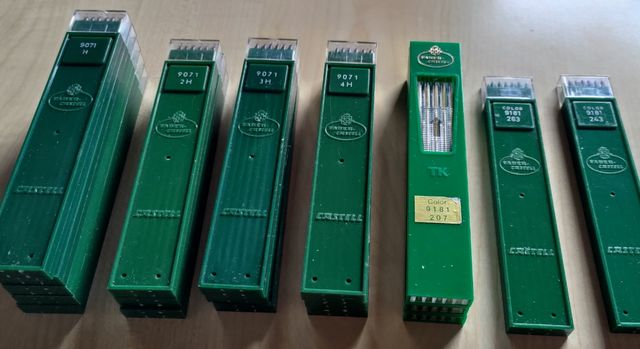 9071
H
FABER-CASTELL
CASTELL
9071
2H
FABER-CASTELL
CASTELL
9071
3H
FABER-CASTELL
CASTELL
9071
4H
FABER-CASTELL
CASTELL
FABER-CASTELL
TK
Color
9181
207
COLOR
9181
263
FABER-CASTELL
CASTELL
COLOR
9181
243
FABER-CASTELL
CASTELL